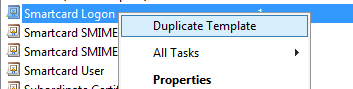 Smartcard Logon
Duplicate Template
Smartcard SMIME
All Tasks
Smartcard SMIME
Smartcard User
Properties